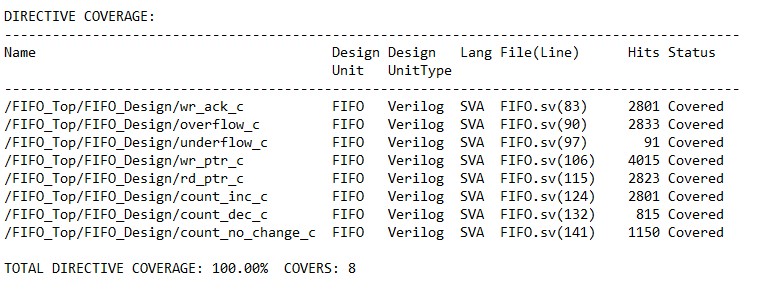 DIRECTIVE COVERAGE:
--------------------------------------------------------------------------------------------
Name                                     Design Design   Lang File(Line)      Hits Status
                                         Unit   UnitType
--------------------------------------------------------------------------------------------
/FIFO_Top/FIFO_Design/wr_ack_c           FIFO   Verilog  SVA  FIFO.sv(83)     2801 Covered
/FIFO_Top/FIFO_Design/overflow_c         FIFO   Verilog  SVA  FIFO.sv(90)     2833 Covered
/FIFO_Top/FIFO_Design/underflow_c        FIFO   Verilog  SVA  FIFO.sv(97)       91 Covered
/FIFO_Top/FIFO_Design/wr_ptr_c           FIFO   Verilog  SVA  FIFO.sv(106)    4015 Covered
/FIFO_Top/FIFO_Design/rd_ptr_c           FIFO   Verilog  SVA  FIFO.sv(115)    2823 Covered
/FIFO_Top/FIFO_Design/count_inc_c        FIFO   Verilog  SVA  FIFO.sv(124)    2801 Covered
/FIFO_Top/FIFO_Design/count_dec_c        FIFO   Verilog  SVA  FIFO.sv(132)     815 Covered
/FIFO_Top/FIFO_Design/count_no_change_c  FIFO   Verilog  SVA  FIFO.sv(141)    1150 Covered

TOTAL DIRECTIVE COVERAGE: 100.00%  COVERS: 8